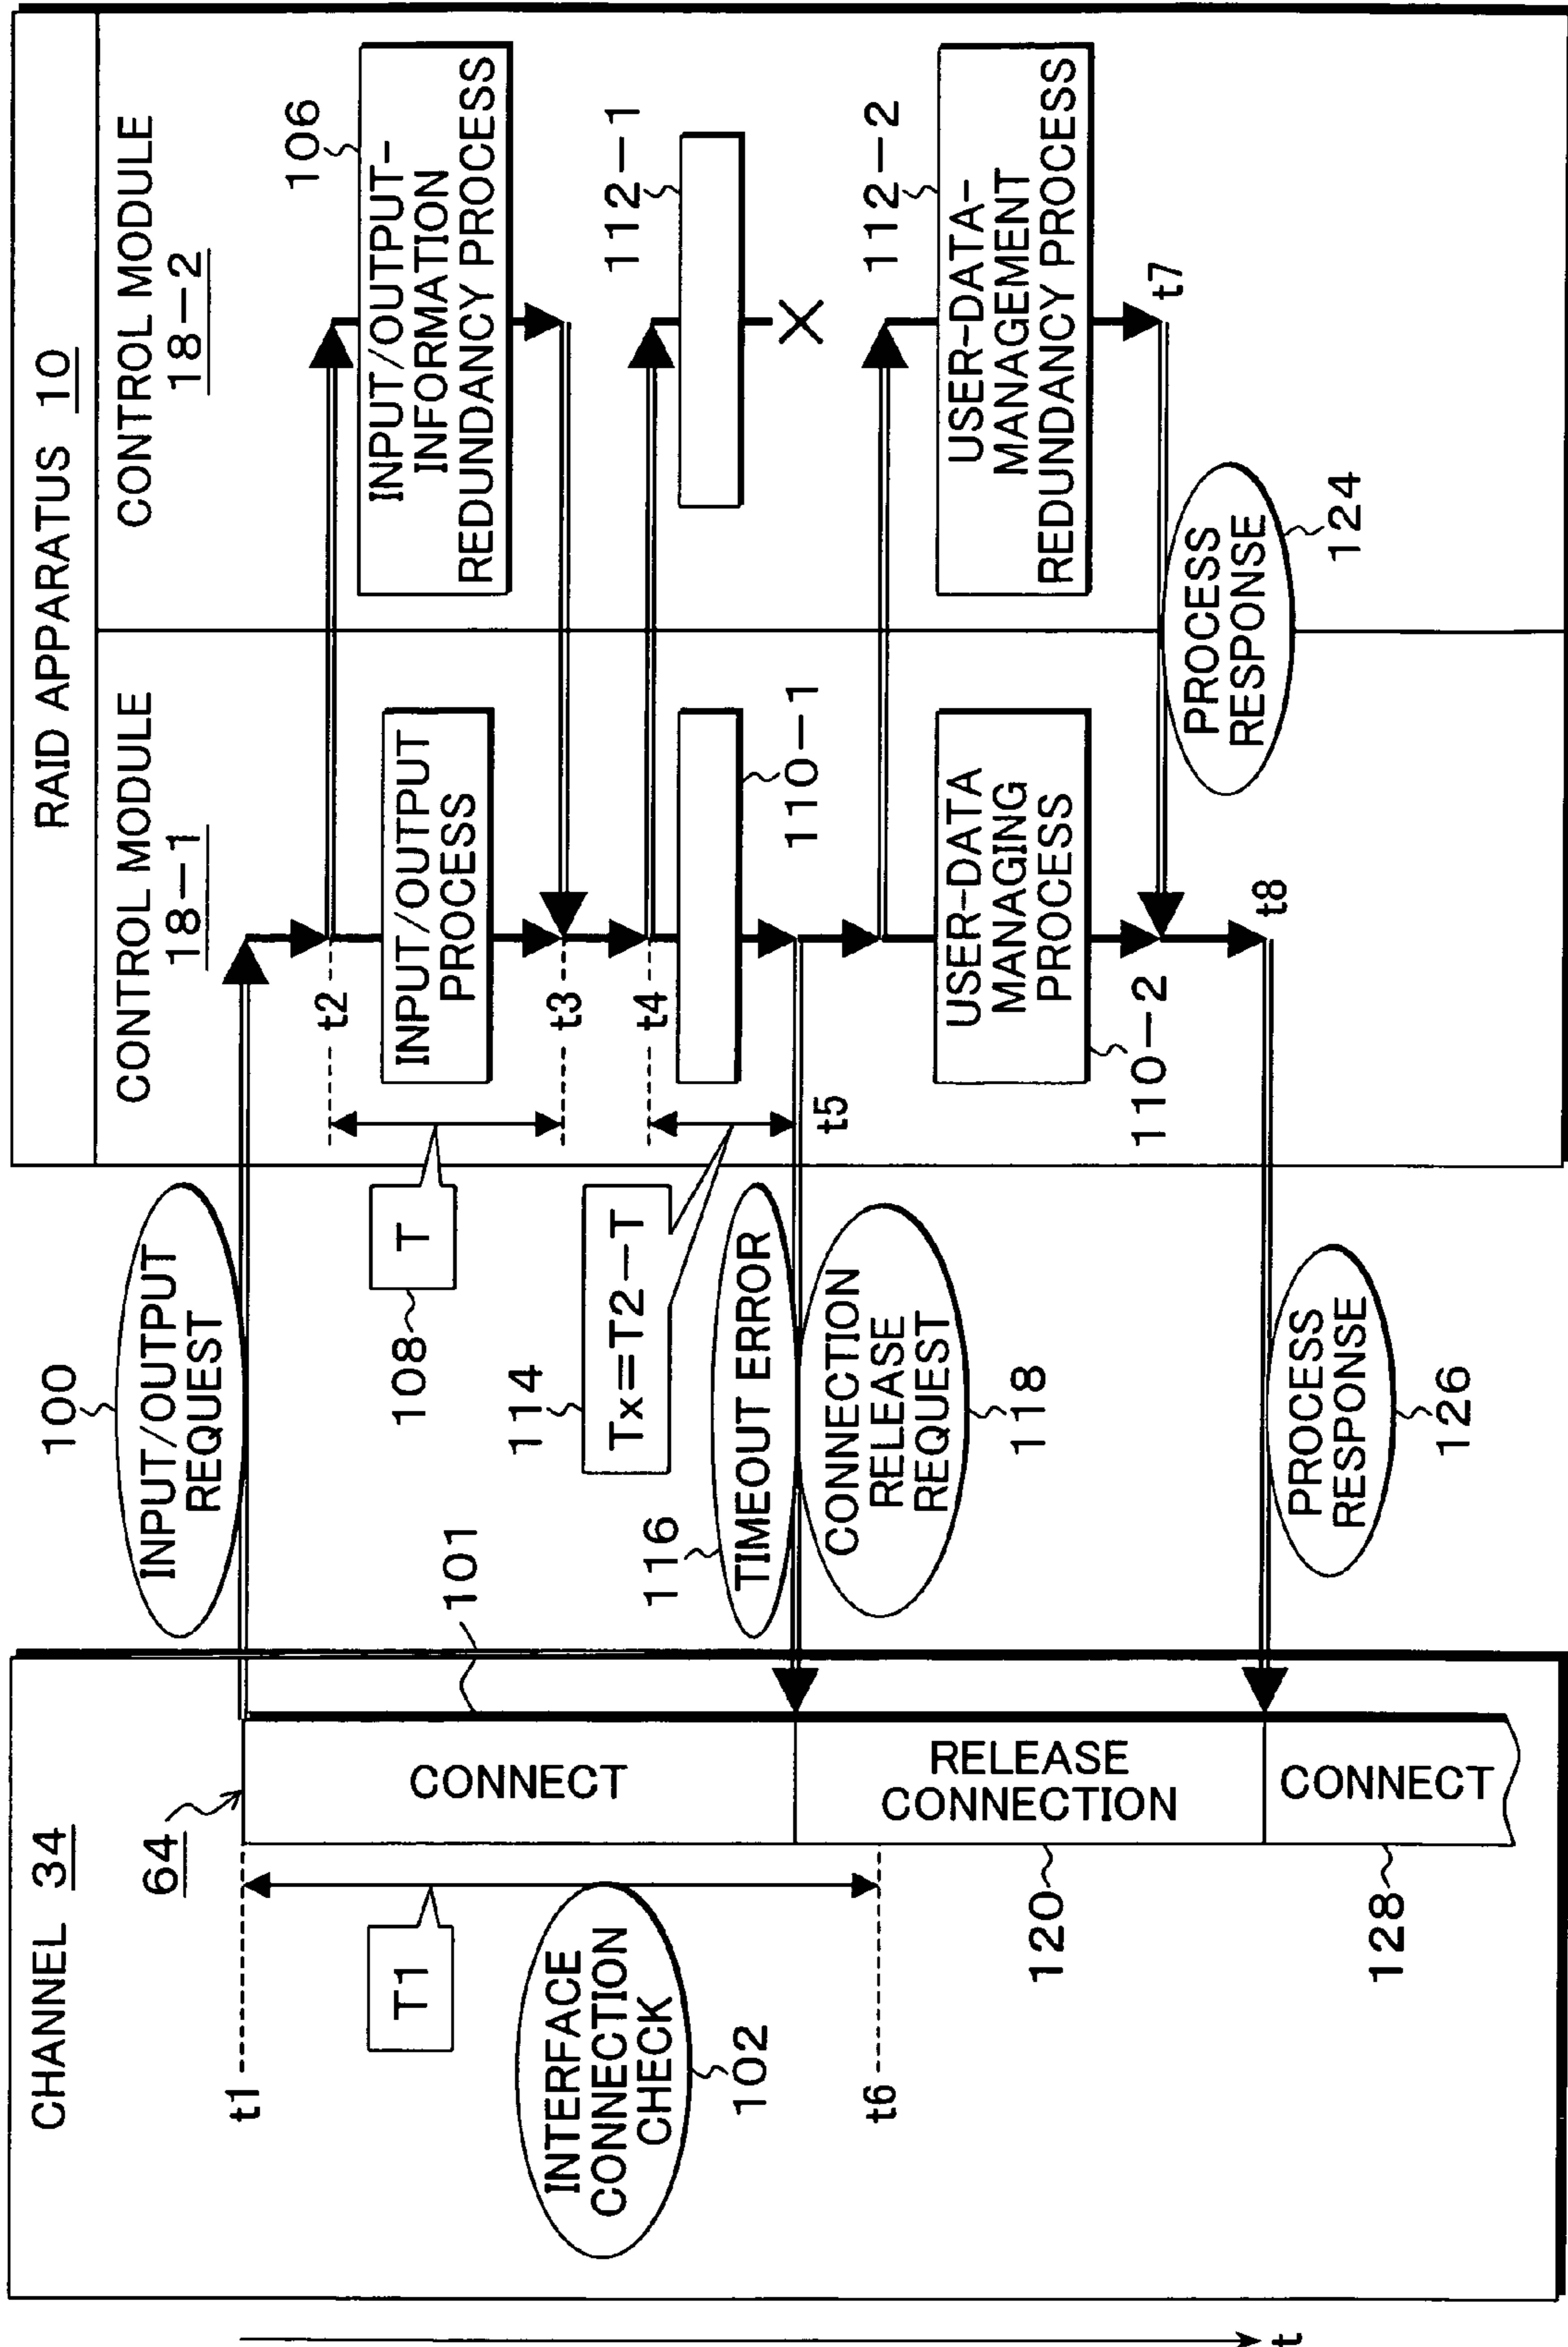 CHANNEL 34
64
t1
T1
INTERFACE
CONNECTION
CHECK
102
t6
CONNECT
RELEASE
CONNECTION
120
CONNECT
128
101
100
INPUT/OUTPUT
REQUEST
108
T
114
Tx=T2-T
116
TIMEOUT ERROR
CONNECTION
RELEASE
REQUEST
118
PROCESS
RESPONSE
126
RAID APPARATUS 10
CONTROL MODULE
18-1
t2
INPUT/OUTPUT
PROCESS
t3
t4
110-1
t5
USER-DATA
MANAGING
PROCESS
110-2
t8
CONTROL MODULE
18-2
106
INPUT/OUTPUT-
INFORMATION
REDUNDANCY PROCESS
112-1
112-2
USER-DATA-
MANAGEMENT
REDUNDANCY PROCESS
t7
PROCESS
RESPONSE
124
t